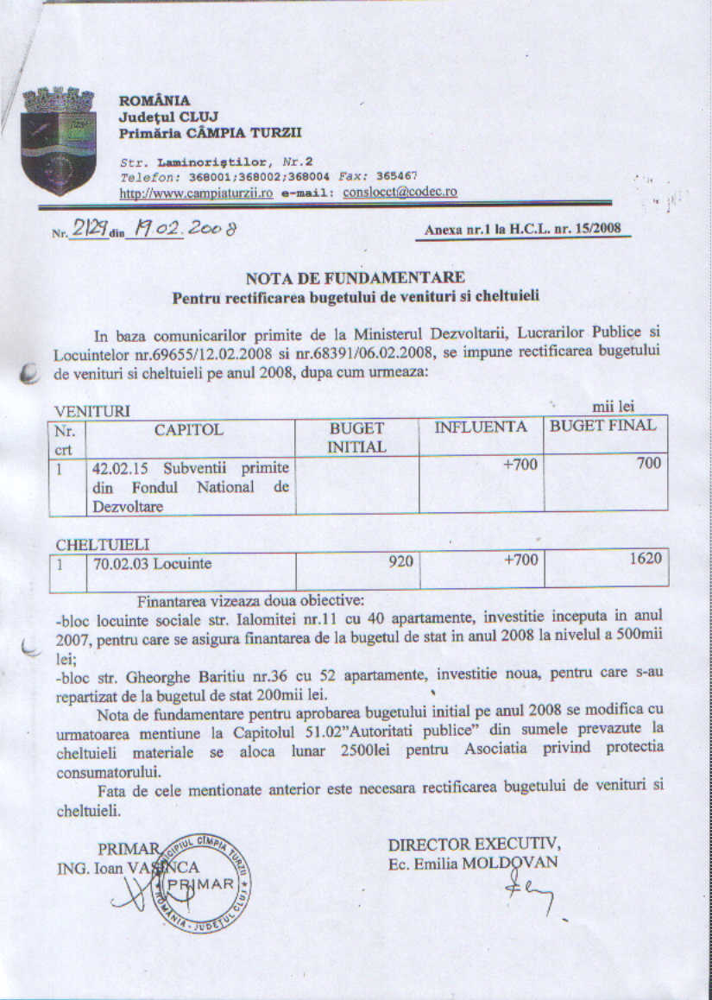 ROMÂNIA
Judeţul CLUJ
Primăria CÂMPIA TURZII
Str. Laminoriştilor, Nr.2
Telefon: 368001;368002;368004 Fax: 365467
http://www.campiaturzii.ro e-mail: conslocct@codec.ro
Nr. 2129 din 19.02.2008
Anexa nr.1 la H.C.L. nr. 15/2008
NOTA DE FUNDAMENTARE
Pentru rectificarea bugetului de venituri si cheltuieli
In baza comunicarilor primite de la Ministerul Dezvoltarii, Lucrarilor Publice si
Locuintelor nr.69655/12.02.2008 si nr.68391/06.02.2008, se impune rectificarea bugetului
de venituri si cheltuieli pe anul 2008, dupa cum urmeaza:
VENITURI mii lei
Nr. CAPITOL BUGET INFLUENTA BUGET FINAL
crt INITIAL
1 42.02.15 Subventii primite +700 700
din Fondul National de
Dezvoltare
CHELTUIELI
1 70.02.03 Locuinte 920 +700 1620
Finantarea vizeaza doua obiective:
-bloc locuinte sociale str. Ialomitei nr.11 cu 40 apartamente, investitie inceputa in anul
2007, pentru care se asigura finantarea de la bugetul de stat in anul 2008 la nivelul a 500mii
lei;
-bloc str. Gheorghe Baritiu nr.36 cu 52 apartamente, investitie noua, pentru care s-au
repartizat de la bugetul de stat 200mii lei.
Nota de fundamentare pentru aprobarea bugetului initial pe anul 2008 se modifica cu
urmatoarea mentiune la Capitolul 51.02”Autoritati publice” din sumele prevazute la
cheltuieli materiale se aloca lunar 2500lei pentru Asociatia privind protectia
consumatorului.
Fata de cele mentionate anterior este necesara rectificarea bugetului de venituri si
cheltuieli.
PRIMAR
ING. Ioan VASINCA
DIRECTOR EXECUTIV,
Ec. Emilia MOLDOVAN
MUNICIPIUL CÎMPIA TURZII
PRIMAR
ROMÂNIA - JUDEŢUL CLUJ